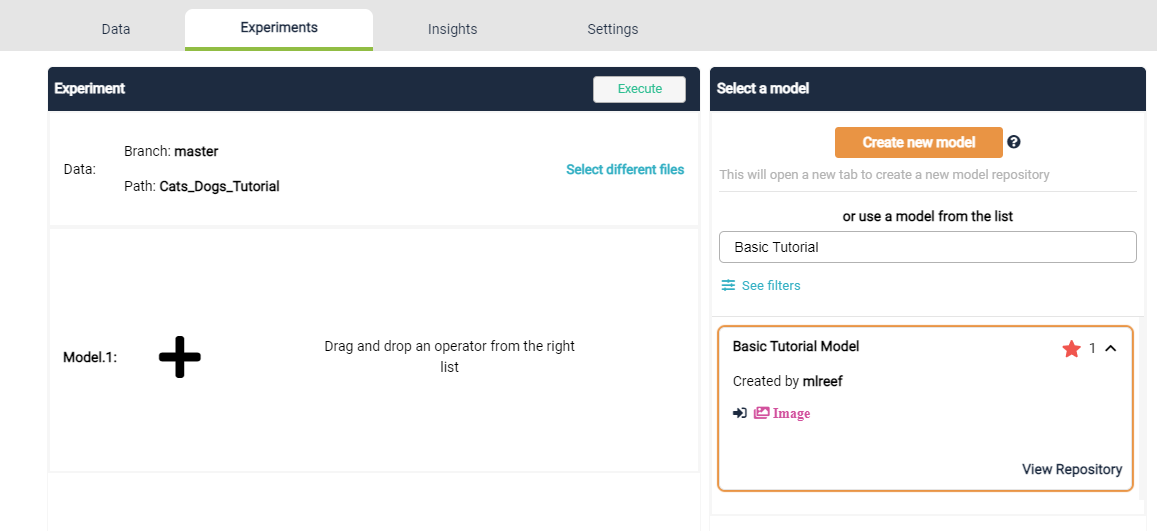 Data
Experiments
Insights
Settings
Experiment
Execute
Data:
Branch: master
Path: Cats_Dogs_Tutorial
Select different files
Model.1:
Drag and drop an operator from the right
list
Select a model
Create new model ?
This will open a new tab to create a new model repository
or use a model from the list
Basic Tutorial
See filters
Basic Tutorial Model
1
Created by mlreef
Image
View Repository